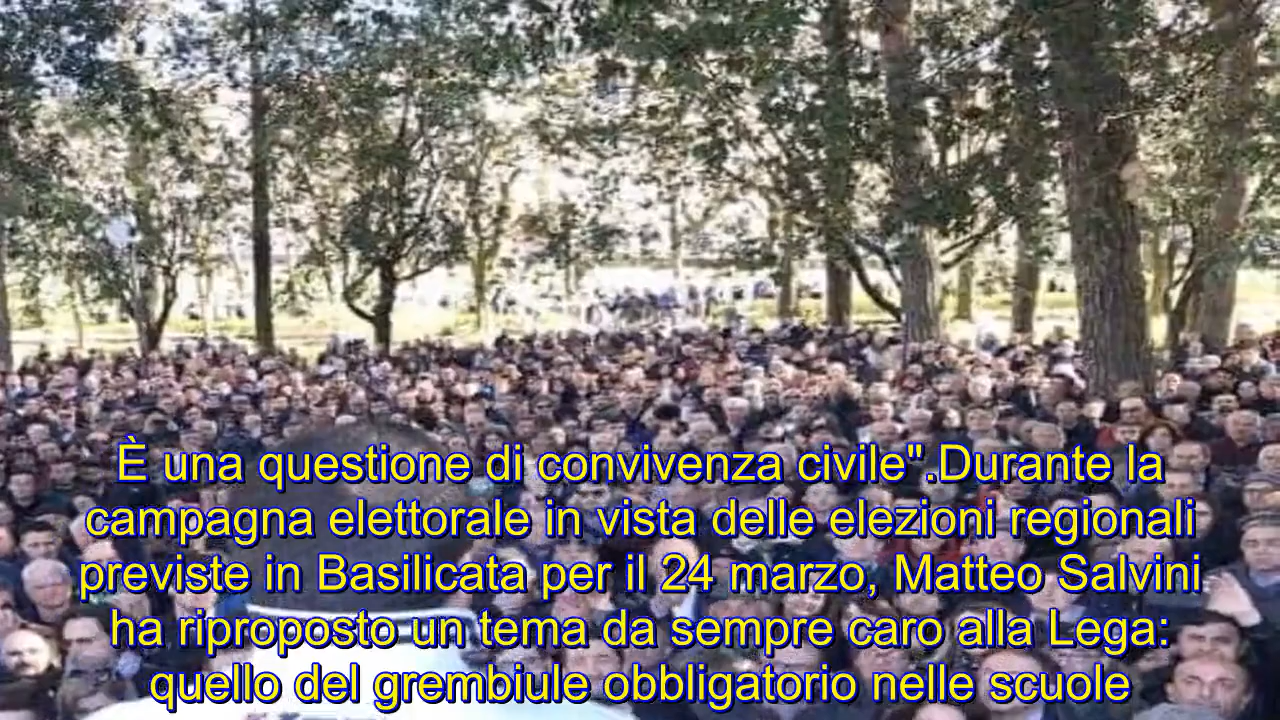 È una questione di convivenza civile".Durante la
campagna elettorale in vista delle elezioni regionali
previste in Basilicata per il 24 marzo, Matteo Salvini
ha riproposto un tema da sempre caro alla Lega:
quello del grembiule obbligatorio nelle scuole